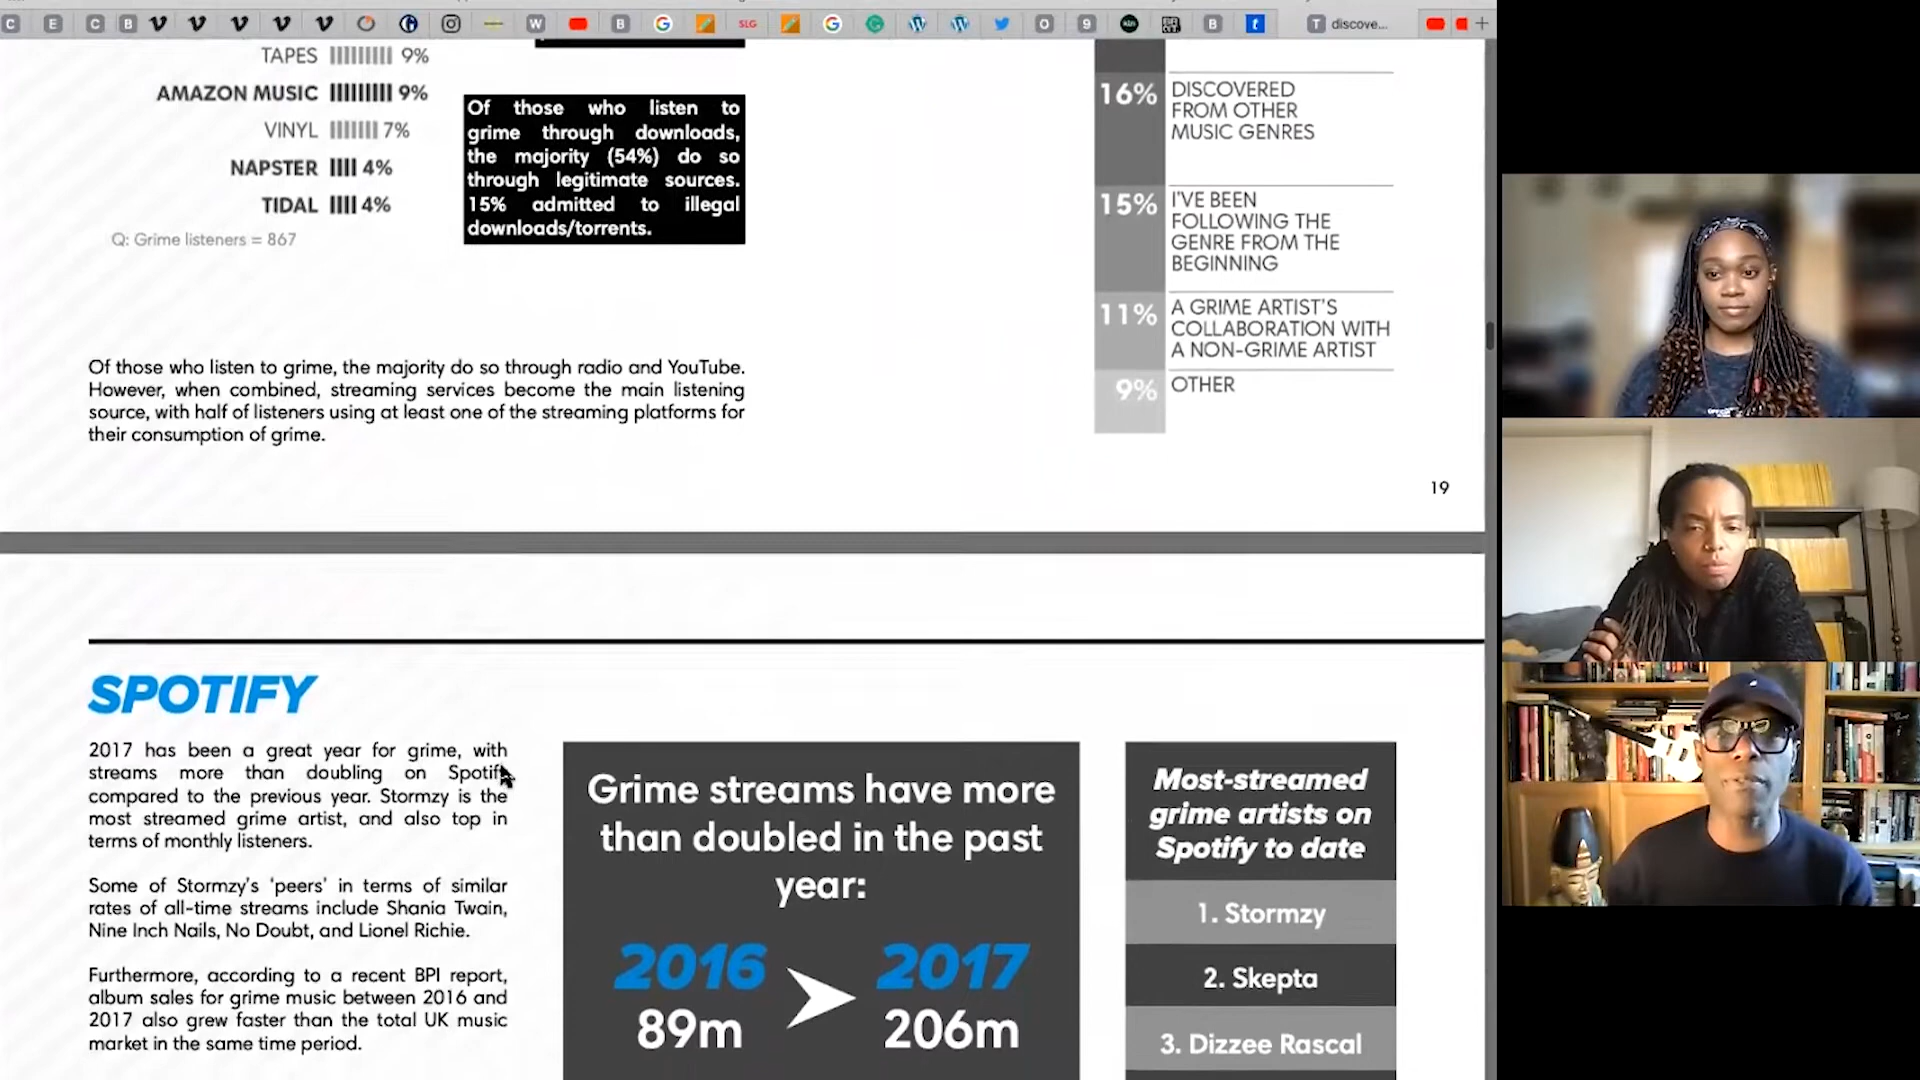 discove...
TAPES 9%
AMAZON MUSIC 9%
VINYL 7%
NAPSTER 4%
TIDAL 4%
Q: Grime listeners = 867
Of those who listen to
grime through downloads,
the majority (54%) do so
through legitimate sources.
15% admitted to illegal
downloads/torrents.
Of those who listen to grime, the majority do so through radio and YouTube.
However, when combined, streaming services become the main listening
source, with half of listeners using at least one of the streaming platforms for
their consumption of grime.
16% DISCOVERED
FROM OTHER
MUSIC GENRES
15% I'VE BEEN
FOLLOWING THE
GENRE FROM THE
BEGINNING
11% A GRIME ARTIST'S
COLLABORATION WITH
A NON-GRIME ARTIST
9% OTHER
19
SPOTIFY
2017 has been a great year for grime, with
streams more than doubling on Spotify
compared to the previous year. Stormzy is the
most streamed grime artist, and also top in
terms of monthly listeners.
Some of Stormzy's 'peers' in terms of similar
rates of all-time streams include Shania Twain,
Nine Inch Nails, No Doubt, and Lionel Richie.
Furthermore, according to a recent BPI report,
album sales for grime music between 2016 and
2017 also grew faster than the total UK music
market in the same time period.
Grime streams have more
than doubled in the past
year:
2016 2017
89m 206m
Most-streamed
grime artists on
Spotify to date
1. Stormzy
2. Skepta
3. Dizzee Rascal